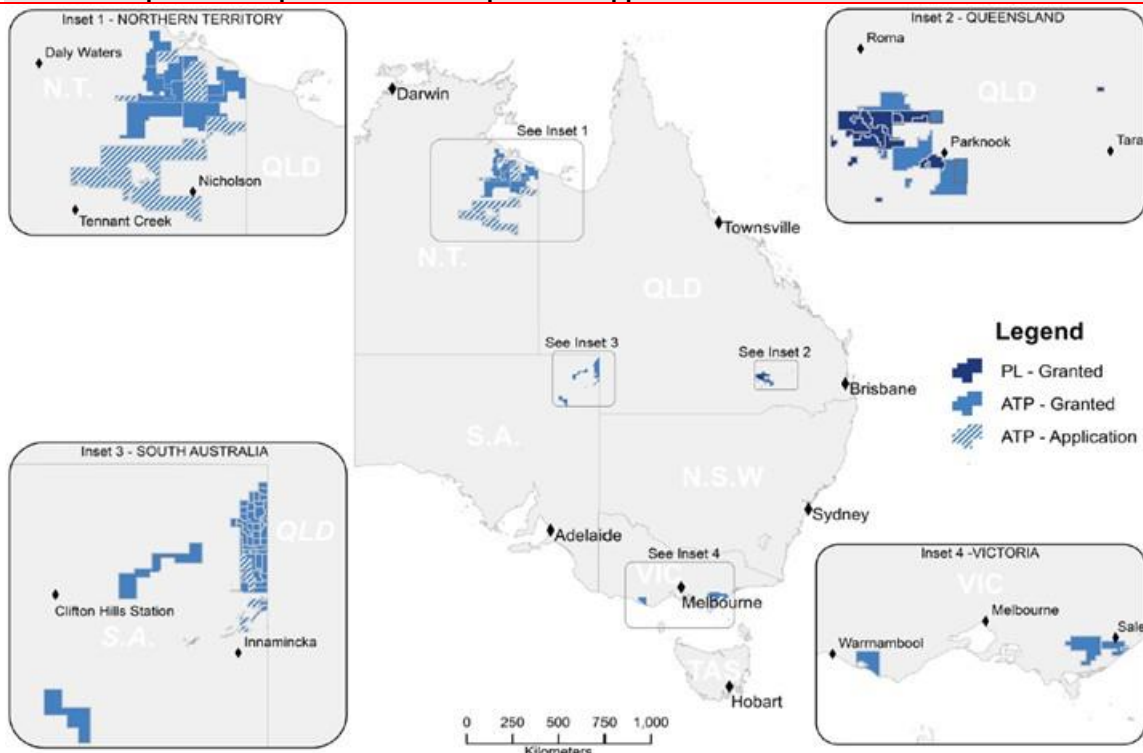 Inset 1 - NORTHERN TERRITORY
Daly Waters
N.T.
QLD
Nicholson
Tennant Creek
Inset 2 - QUEENSLAND
Roma
QLD
Parknook
Tara
Darwin
See Inset 1
Townsville
N.T.
QLD
See Inset 3
See Inset 2
Brisbane
S.A.
N.S.W
Sydney
Adelaide
See Inset 4
VIC
Melbourne
TAS
Hobart
Legend
PL - Granted
ATP - Granted
ATP - Application
Inset 3 - SOUTH AUSTRALIA
QLD
Clifton Hills Station
S.A.
Innamincka
Inset 4 -VICTORIA
VIC
Melbourne
Warrnambool
Sale
0 250 500 750 1,000
Kilometers